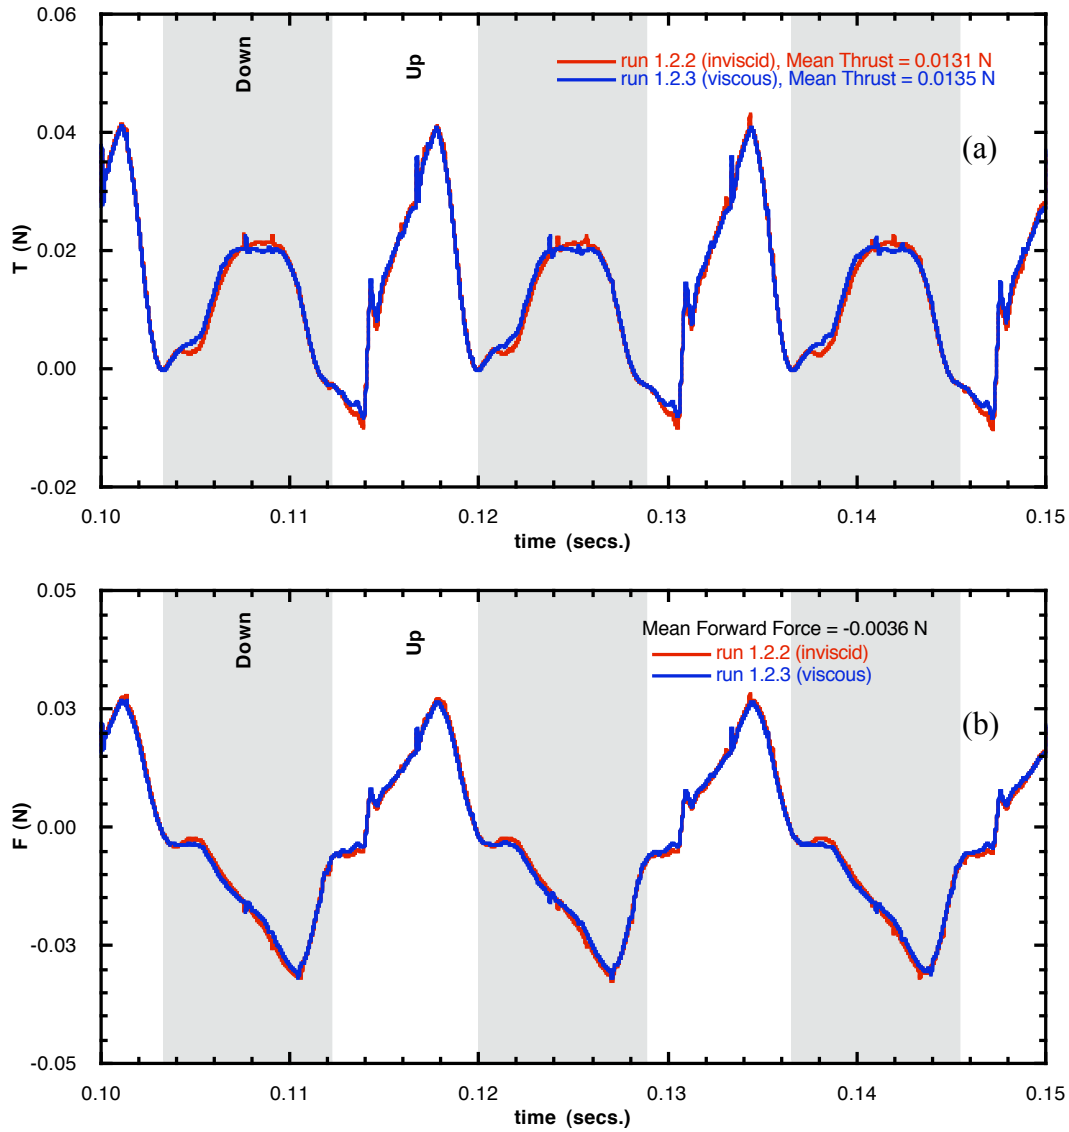 0.06
Down
Up
run 1.2.2 (inviscid), Mean Thrust = 0.0131 N
run 1.2.3 (viscous), Mean Thrust = 0.0135 N
(a)
0.04
T (N)
0.02
0.00
-0.02
0.10 0.11 0.12 0.13 0.14 0.15
time (secs.)
0.05
Down
Up
Mean Forward Force = -0.0036 N
run 1.2.2 (inviscid)
run 1.2.3 (viscous)
(b)
0.03
F (N)
0.00
-0.03
-0.05
0.10 0.11 0.12 0.13 0.14 0.15
time (secs.)